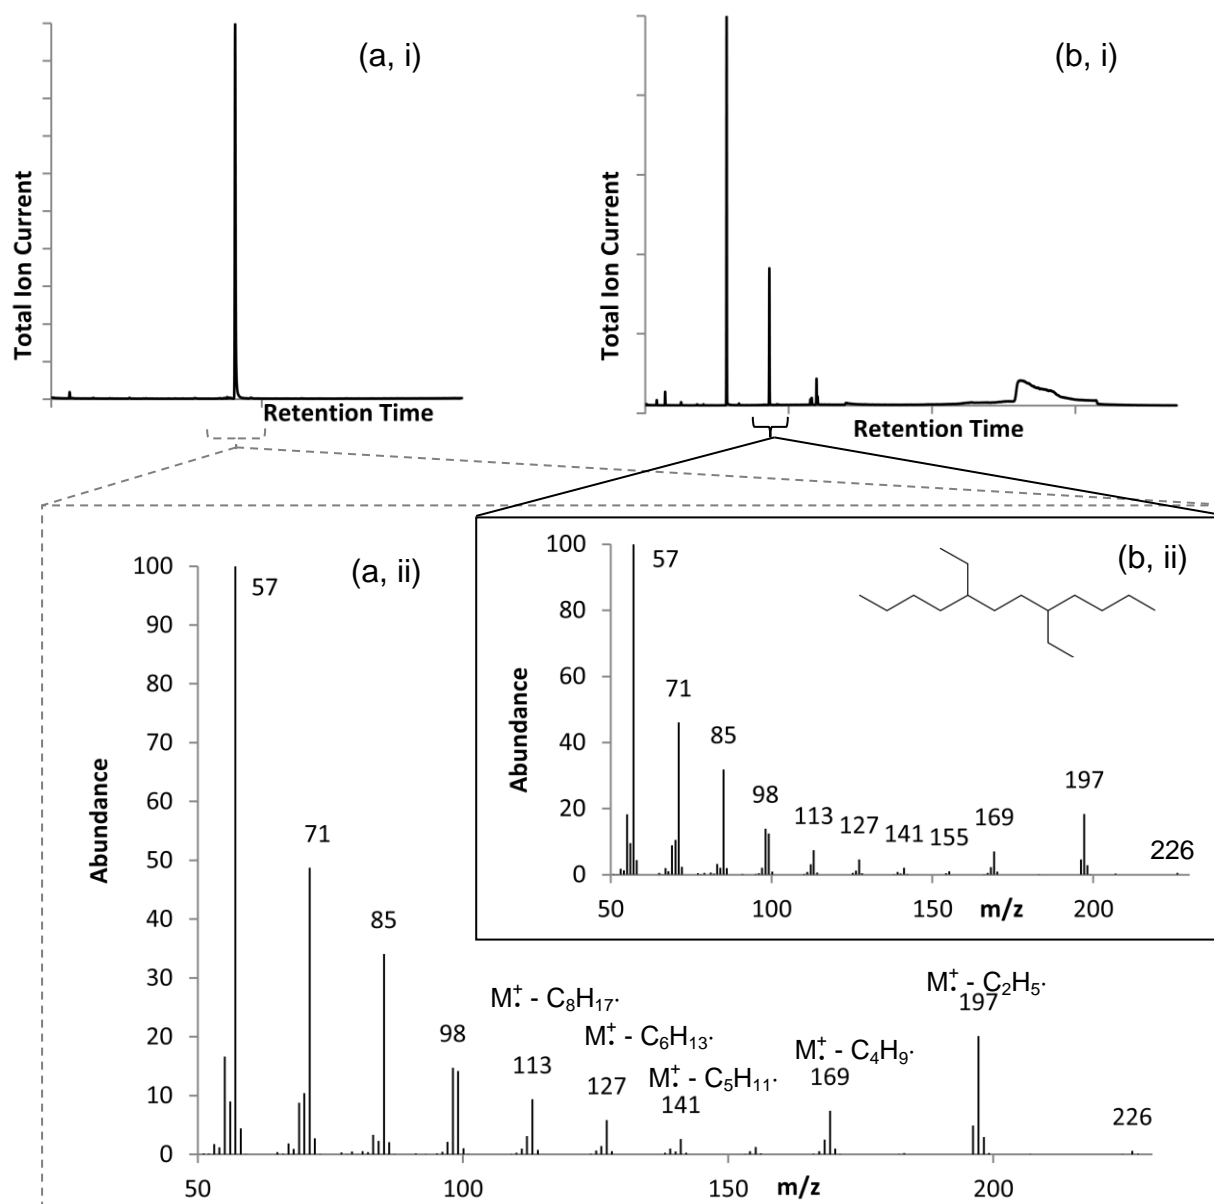 (a, i)
Total Ion Current
Retention Time
(b, i)
Total Ion Current
Retention Time
(a, ii)
Abundance
100
90
80
70
60
50
40
30
20
10
0
57
71
85
98
M⁺· - C₈H₁₇·
113
M⁺· - C₆H₁₃·
127
M⁺· - C₅H₁₁·
141
M⁺· - C₄H₉·
169
M⁺· - C₂H₅·
197
226
50
100
150
m/z
200
(b, ii)
Abundance
100
80
60
40
20
0
57
71
85
98
113
127
141
155
169
197
226
50
100
150
m/z
200